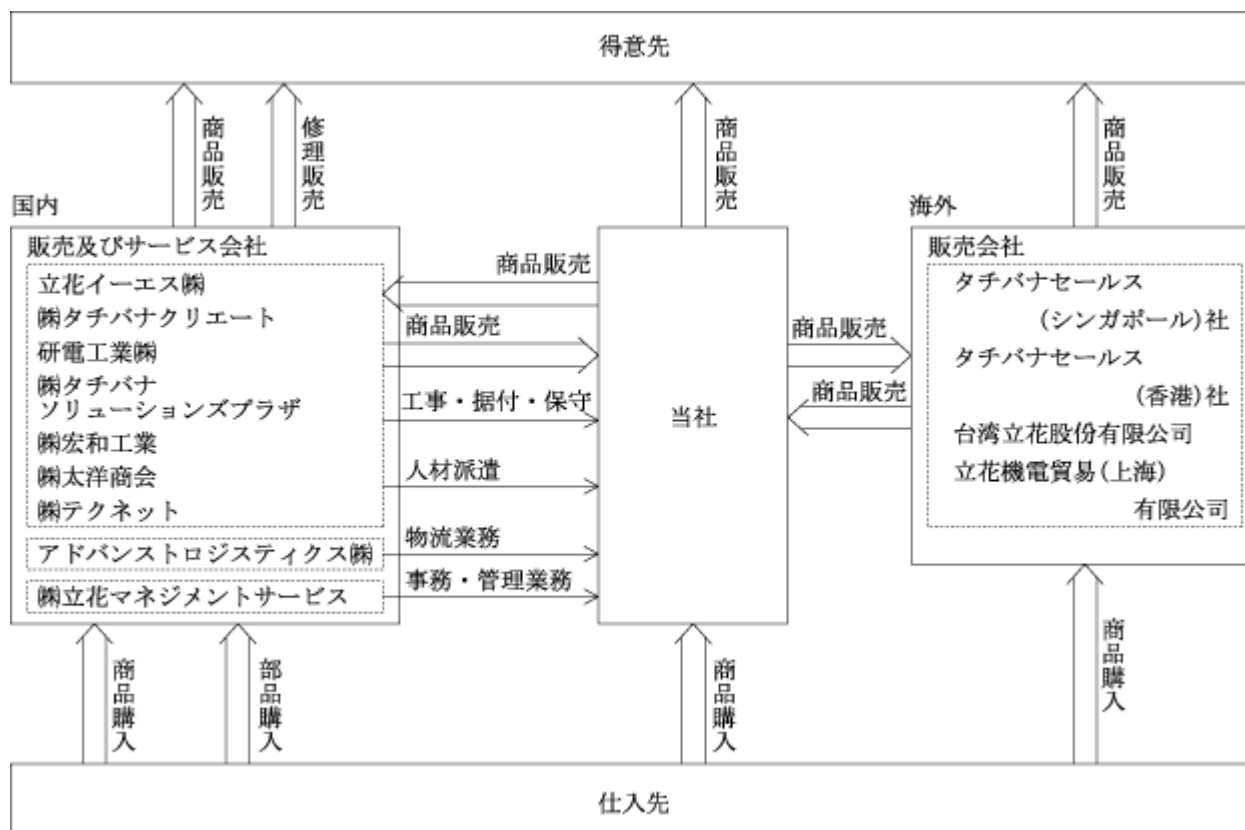 得意先
商品販売
修理販売
商品販売
商品販売
国内
海外
販売及びサービス会社
立花イーエス㈱
㈱タチバナクリエート
研電工業㈱
㈱タチバナ
ソリューションズプラザ
㈱宏和工業
㈱太洋商会
㈱テクネット
アドバンストロジスティクス㈱
㈱立花マネジメントサービス
商品販売
商品販売
工事・据付・保守
人材派遣
物流業務
事務・管理業務
当社
商品販売
商品販売
販売会社
タチバナセールス
(シンガポール)社
タチバナセールス
(香港)社
台湾立花股份有限公司
立花機電貿易(上海)
有限公司
商品購入
部品購入
商品購入
商品購入
仕入先